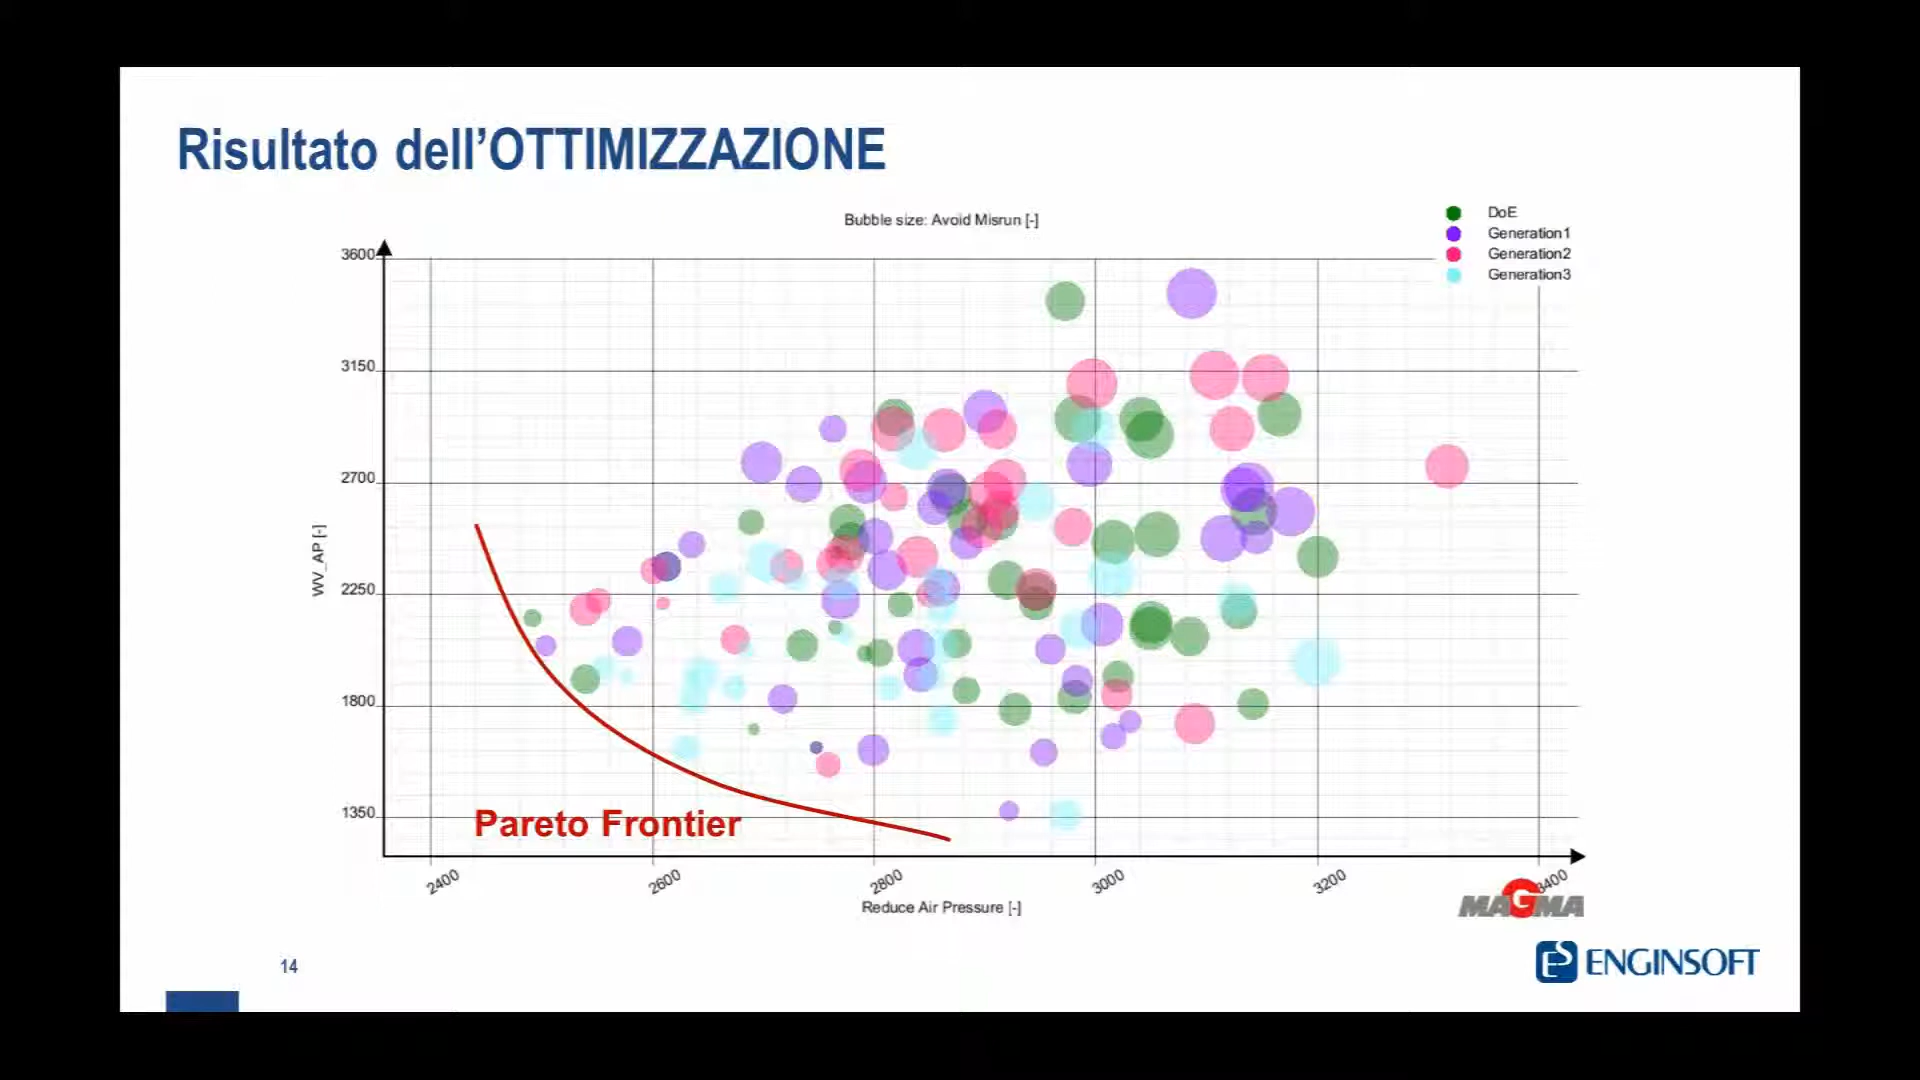 Risultato dell’OTTIMIZZAZIONE
Bubble size: Avoid Misrun [-]
DoE
Generation1
Generation2
Generation3
3600
3150
2700
2250
1800
1350
WV_AP [-]
Pareto Frontier
2400
2600
2800
3000
3200
3400
Reduce Air Pressure [-]
MAGMA
14
ES ENGINSOFT